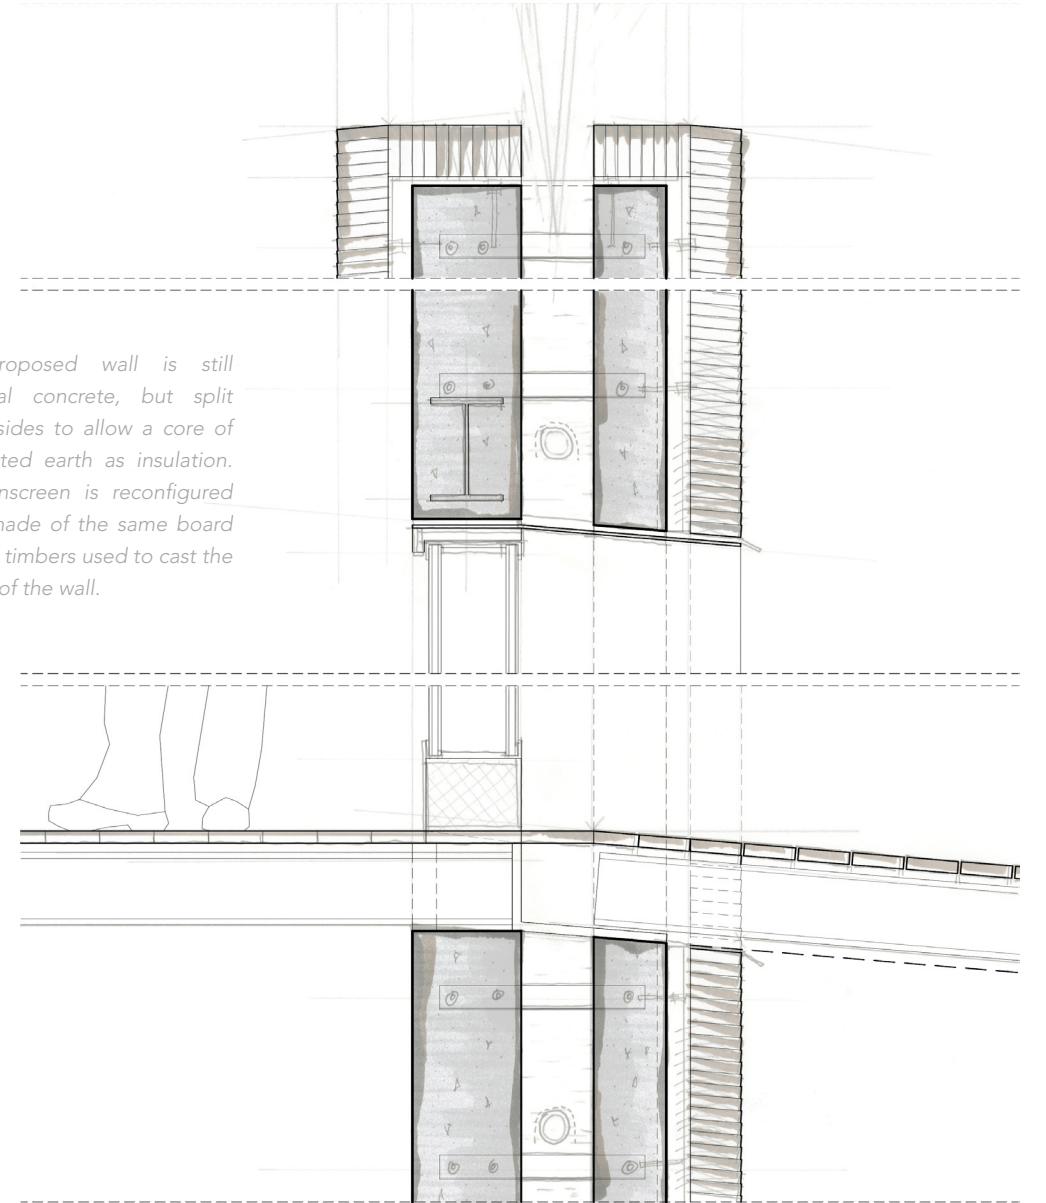 roposed wall is still
al concrete, but split
sides to allow a core of
ted earth as insulation.
nscreen is reconfigured
nade of the same board
timbers used to cast the
of the wall.